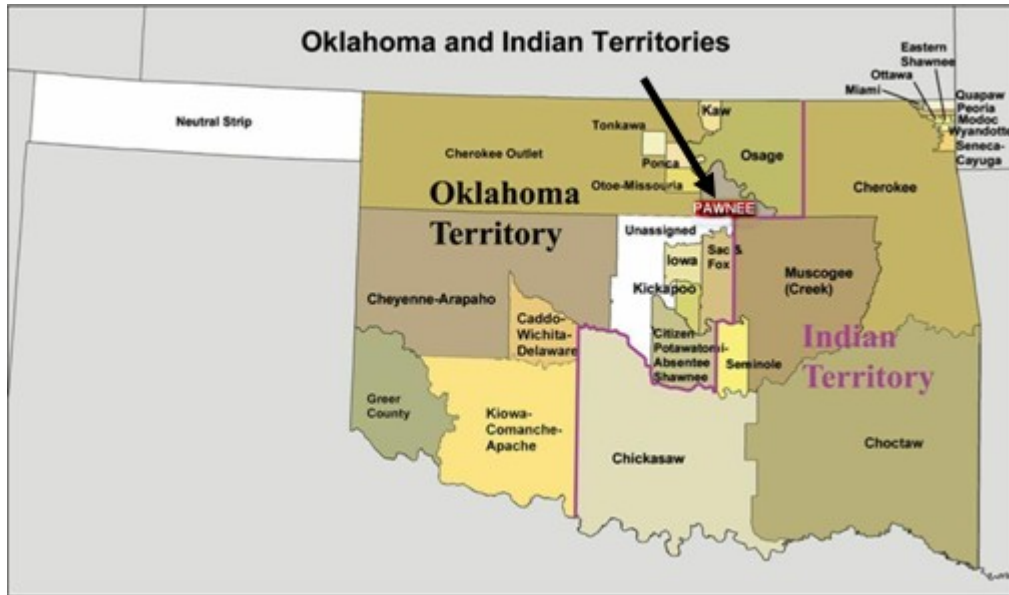 Oklahoma and Indian Territories
Eastern
Shawnee
Ottawa
Miami
Quapaw
Peoria
Modoc
Wyandotte
Seneca-
Cayuga
Neutral Strip
Kaw
Tonkawa
Cherokee Outlet
Ponca
Osage
Otoe-Missouria
Cherokee
Oklahoma
Territory
PAWNEE
Unassigned
Iowa
Sac &
Fox
Kickapoo
Muscogee
(Creek)
Cheyenne-Arapaho
Caddo-
Wichita-
Delaware
Citizen-
Potawatomi-
Absentee
Shawnee
Seminole
Indian
Territory
Greer
County
Kiowa-
Comanche-
Apache
Chickasaw
Choctaw